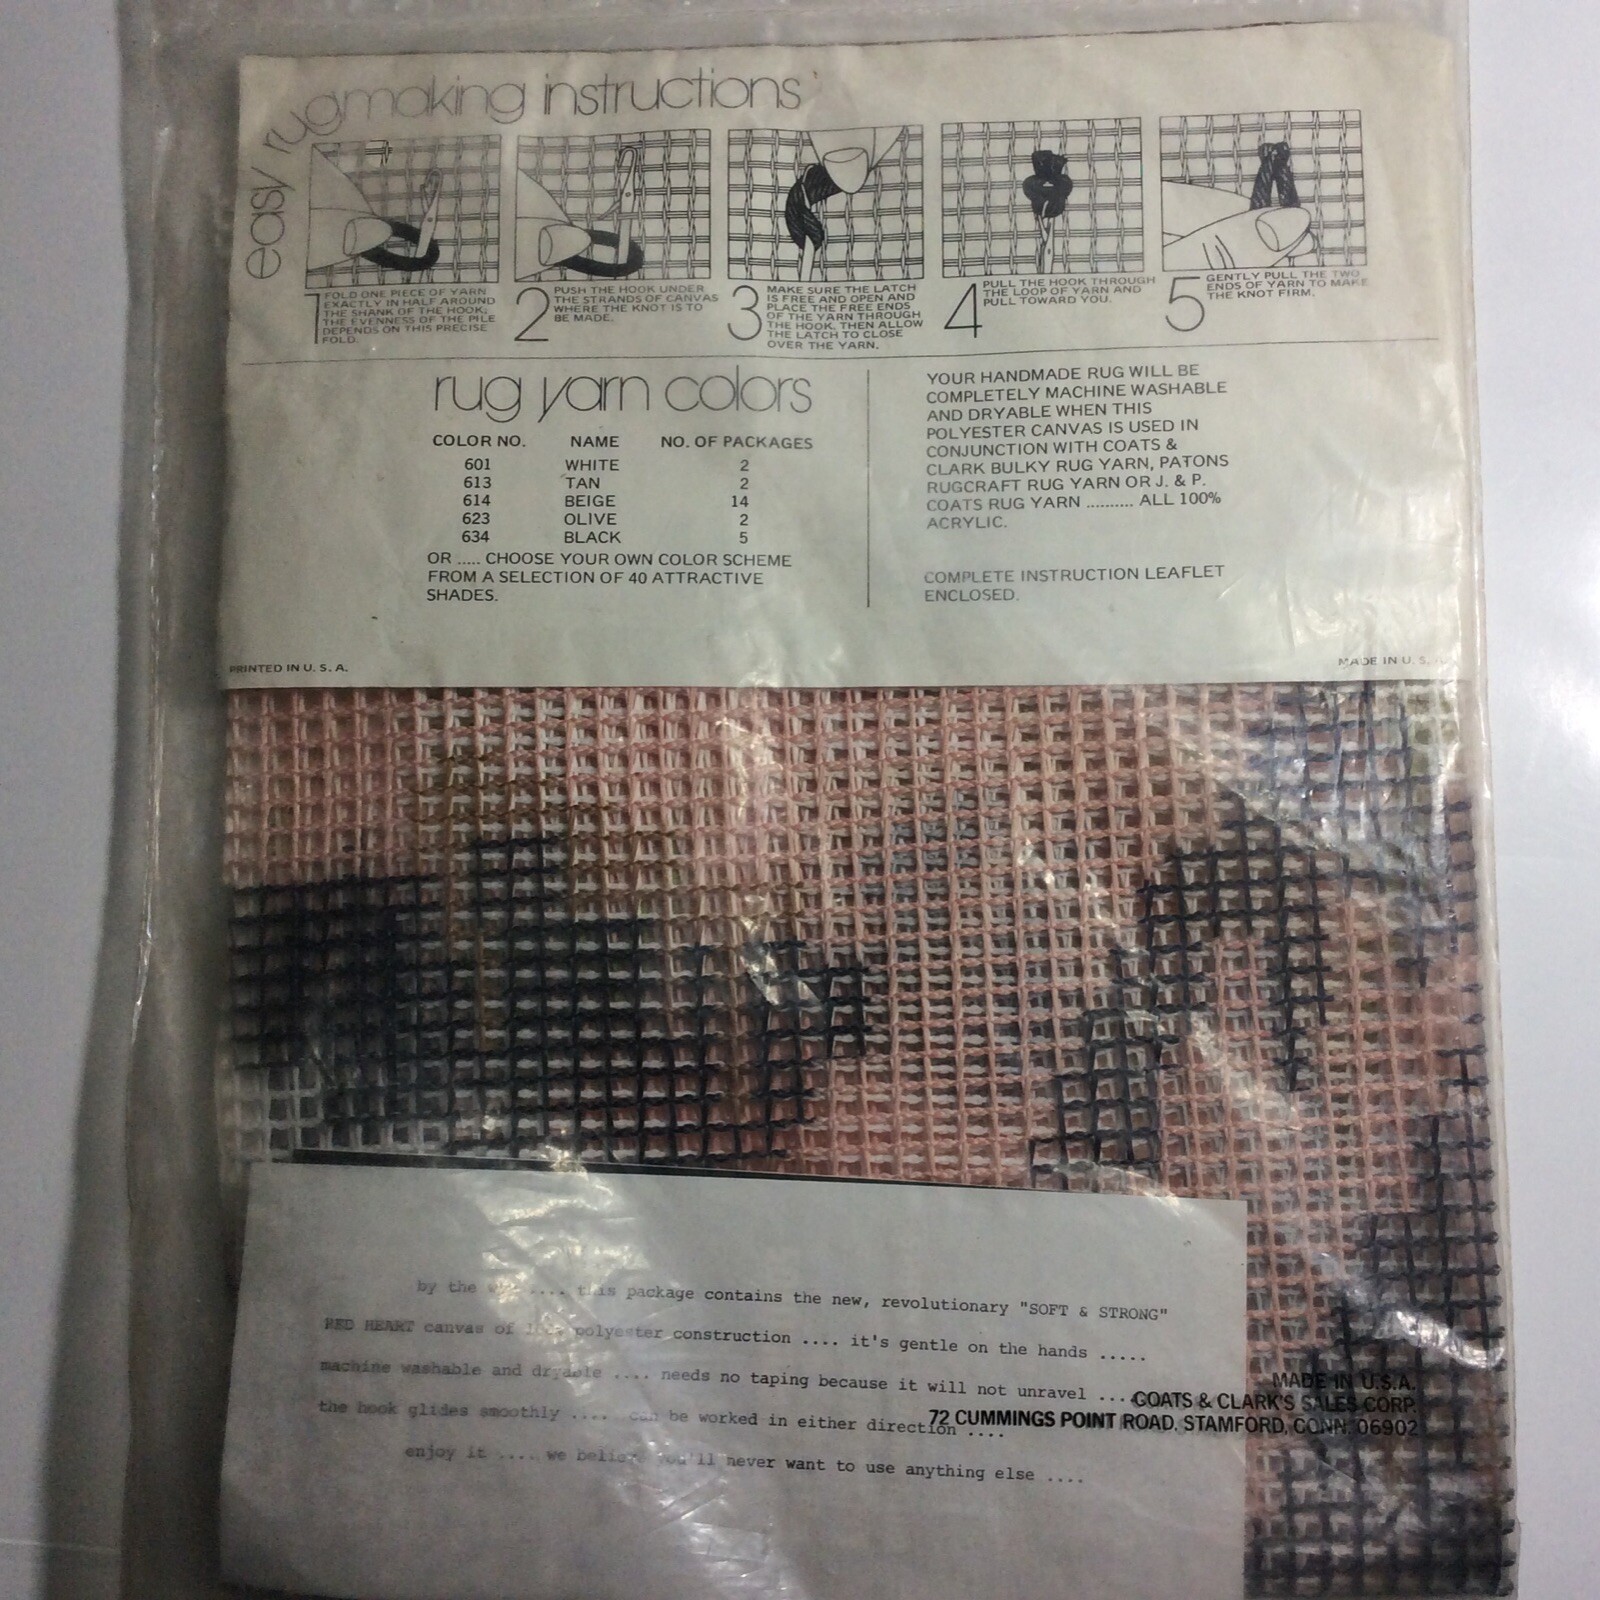 easy rugmaking instructions
1 FOLD ONE PIECE OF YARN
EXACTLY IN HALF AROUND
THE SHANK OF THE HOOK,
THE EVENNESS OF THE PILE
DEPENDS ON THIS PRECISE
FOLD.
2 PUSH THE HOOK UNDER
THE STRANDS OF CANVAS
WHERE THE KNOT IS TO
BE MADE.
3 MAKE SURE THE LATCH
IS FREE AND OPEN AND
PLACE THE FREE ENDS
OF THE YARN THROUGH
THE HOOK, THEN ALLOW
THE LATCH TO CLOSE
OVER THE YARN.
4 PULL THE HOOK THROUGH
THE LOOP OF YARN AND
PULL TOWARD YOU.
5 GENTLY PULL THE TWO
ENDS OF YARN TO MAKE
THE KNOT FIRM.
rug yarn colors
COLOR NO. NAME NO. OF PACKAGES
601 WHITE 2
613 TAN 2
614 BEIGE 14
623 OLIVE 2
634 BLACK 5
OR ..... CHOOSE YOUR OWN COLOR SCHEME
FROM A SELECTION OF 40 ATTRACTIVE
SHADES.
YOUR HANDMADE RUG WILL BE
COMPLETELY MACHINE WASHABLE
AND DRYABLE WHEN THIS
POLYESTER CANVAS IS USED IN
CONJUNCTION WITH COATS &
CLARK BULKY RUG YARN, PATONS
RUGCRAFT RUG YARN OR J. & P.
COATS RUG YARN .......... ALL 100%
ACRYLIC.
COMPLETE INSTRUCTION LEAFLET
ENCLOSED.
PRINTED IN U. S. A.
MADE IN U. S. A.
by the .... this package contains the new, revolutionary "SOFT & STRONG"
RED HEART canvas of polyester construction .... it's gentle on the hands .....
machine washable and dryable .... needs no taping because it will not unravel ....
the hook glides smoothly .... can be worked in either direction ....
enjoy it .... we believe you'll never want to use anything else ....
MADE IN U.S.A.
COATS & CLARK'S SALES CORP.
72 CUMMINGS POINT ROAD, STAMFORD, CONN. 06902